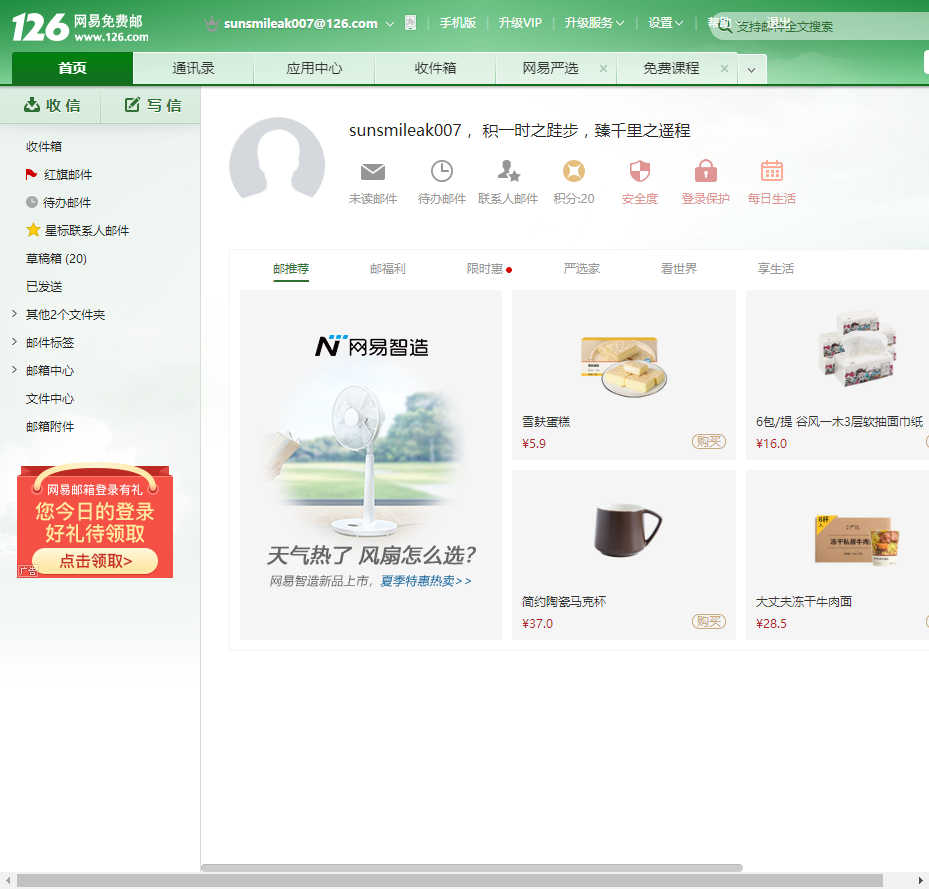 126 网易免费邮
www.126.com
sunsmileak007@126.com
手机版
升级VIP
升级服务
设置
帮助
退出
支持邮件全文搜索
首页
通讯录
应用中心
收件箱
网易严选
免费课程
收 信
写 信
收件箱
红旗邮件
待办邮件
星标联系人邮件
草稿箱 (20)
已发送
其他2个文件夹
邮件标签
邮箱中心
文件中心
邮箱附件
网易邮箱登录有礼
您今日的登录
好礼待领取
点击领取>
广告
sunsmileak007 , 积一时之跬步，臻千里之遥程
未读邮件
待办邮件
联系人邮件
积分:20
安全度
登录保护
每日生活
邮推荐
邮福利
限时惠
严选家
看世界
享生活
网易智造
天气热了 风扇怎么选?
网易智造新品上市，夏季特惠热卖>>
雪麸蛋糕
¥5.9
购买
6包/提 谷风一木3层软抽面巾纸
¥16.0
简约陶瓷马克杯
¥37.0
购买
6杯
冻干私房牛肉
大丈夫冻干牛肉面
¥28.5